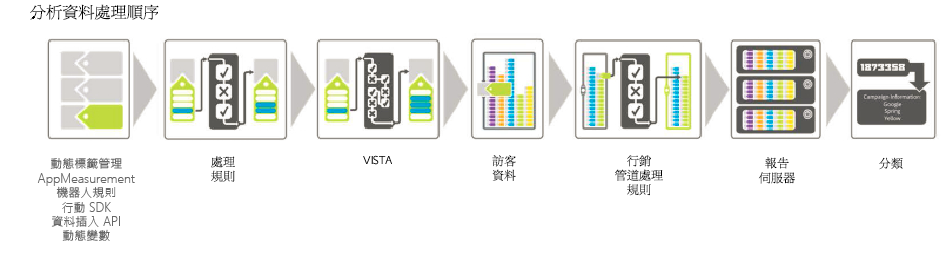 分析資料處理順序
動態標籤管理
AppMeasurement
機器人規則
行動 SDK
資料插入 API
動態變數
處理
規則
VISTA
訪客
資料
行銷
管道處理
規則
報告
伺服器
1873358
Campaign Information:
Google
Spring
Yellow
分類